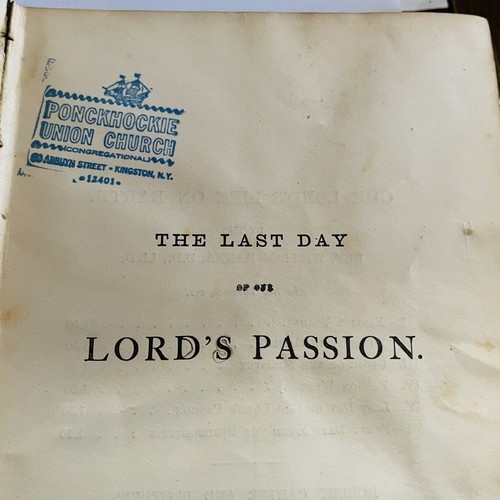 PONCKHOCKIE
UNION CHURCH
(CONGREGATIONAL)
ABRUYN STREET - KINGSTON, N.Y.
12401
THE LAST DAY
OF OUR
LORD'S PASSION.